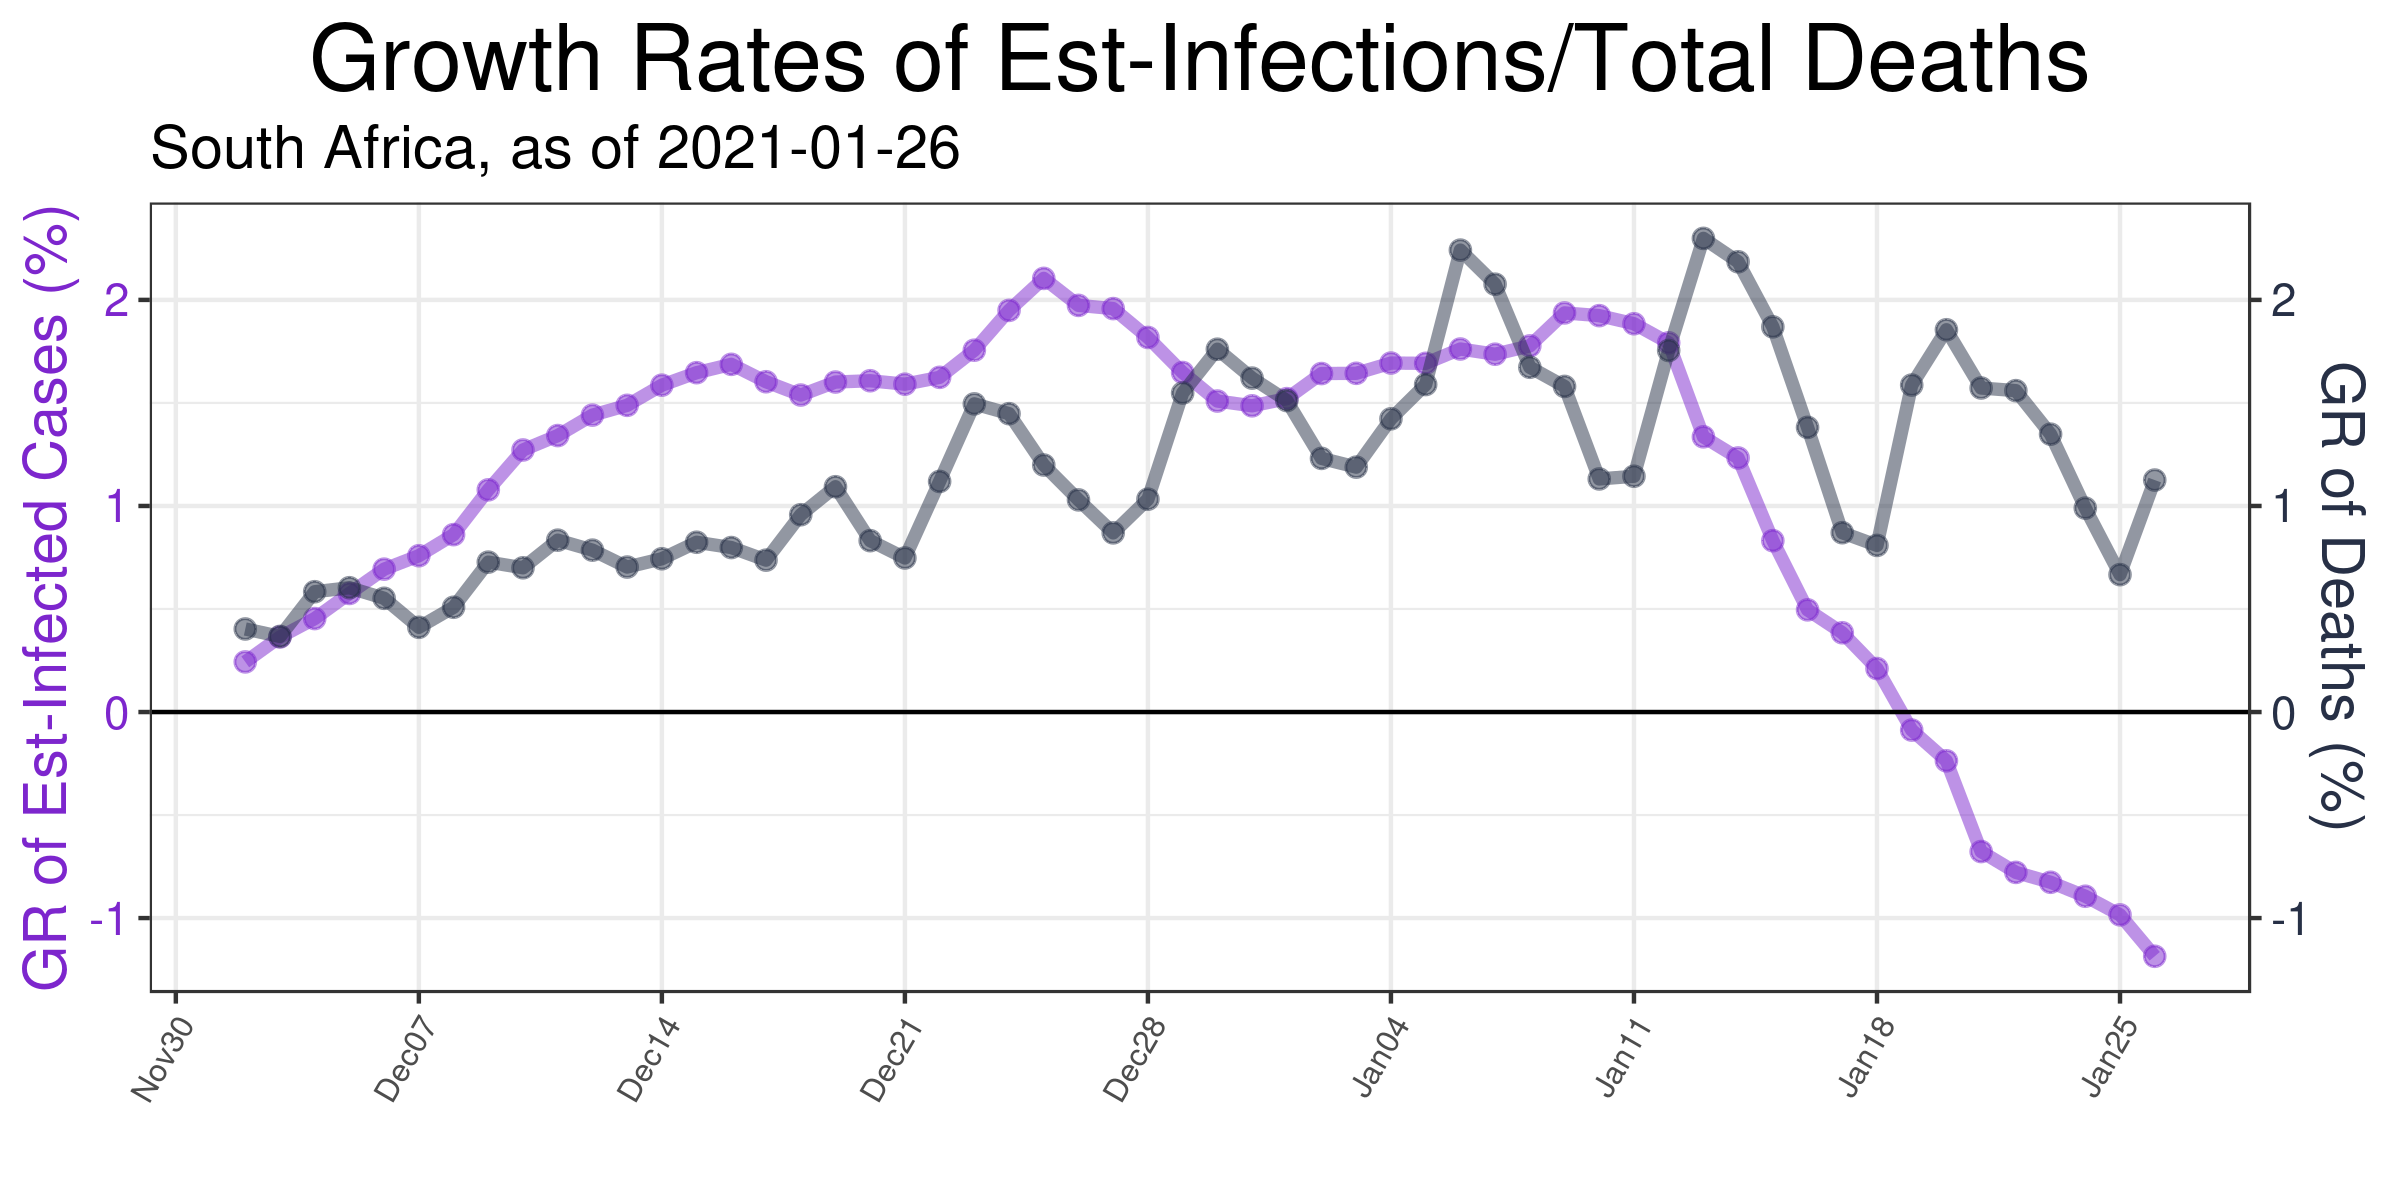 Growth Rates of Est-Infections/Total Deaths
South Africa, as of 2021-01-26
GR of Est-Infected Cases (%)
2
1
0
-1
2
1
0
-1
GR of Deaths (%)
Nov30
Dec07
Dec14
Dec21
Dec28
Jan04
Jan11
Jan18
Jan25